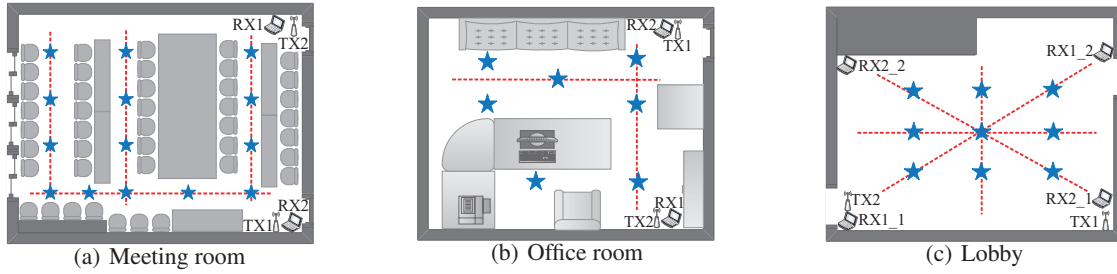 RX1
TX2
RX2
TX1
(a) Meeting room
RX2
TX1
RX1
TX2
(b) Office room
RX1_2
RX2_2
TX2
RX1_1
RX2_1
TX1
(c) Lobby